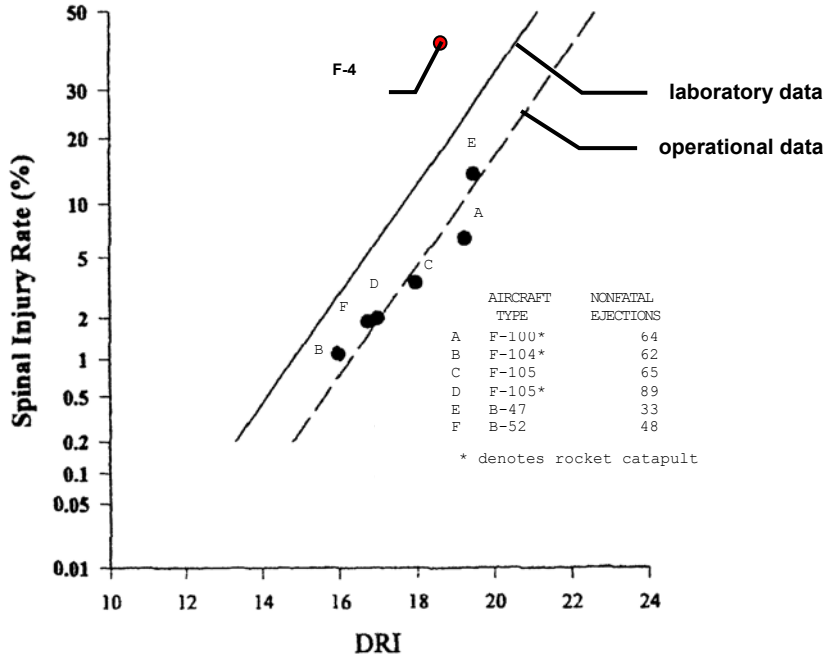 Spinal Injury Rate (%)
50
30
20
10
5
2
1
0.5
0.2
0.1
0.05
0.01
F-4
laboratory data
operational data
E
A
C
D
F
B
AIRCRAFT NONFATAL
TYPE EJECTIONS
A F-100* 64
B F-104* 62
C F-105 65
D F-105* 89
E B-47 33
F B-52 48
* denotes rocket catapult
10 12 14 16 18 20 22 24
DRI